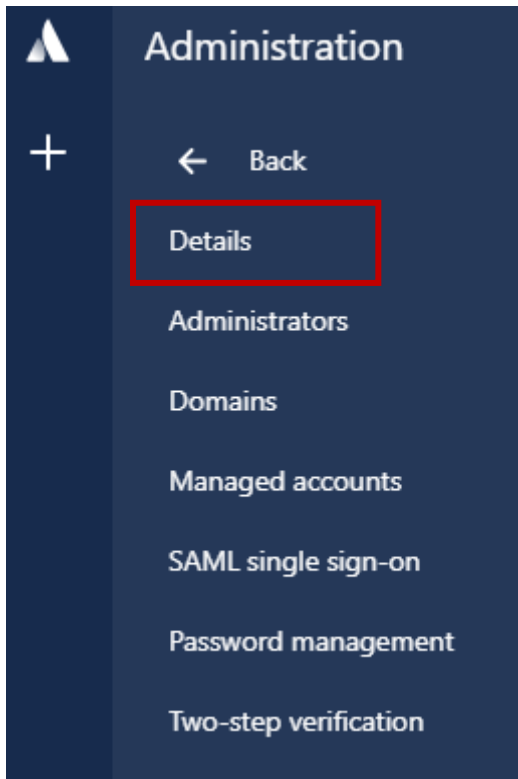 Administration
Back
Details
Administrators
Domains
Managed accounts
SAML single sign-on
Password management
Two-step verification